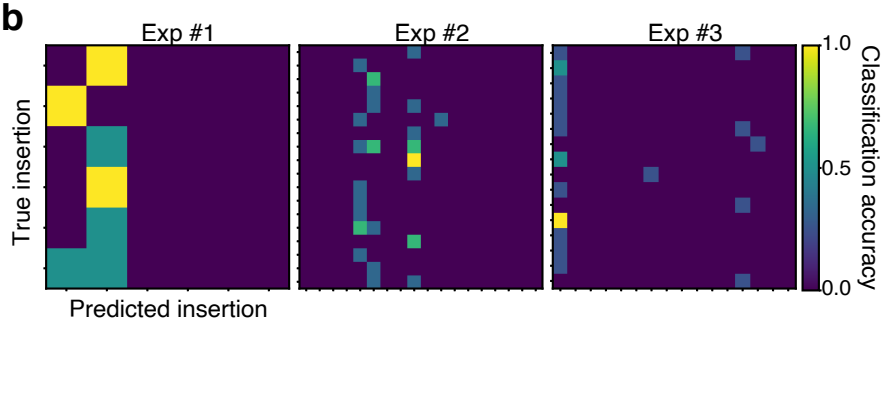 b
Exp #1
Exp #2
Exp #3
True insertion
Predicted insertion
1.0
0.5
0.0
Classification accuracy